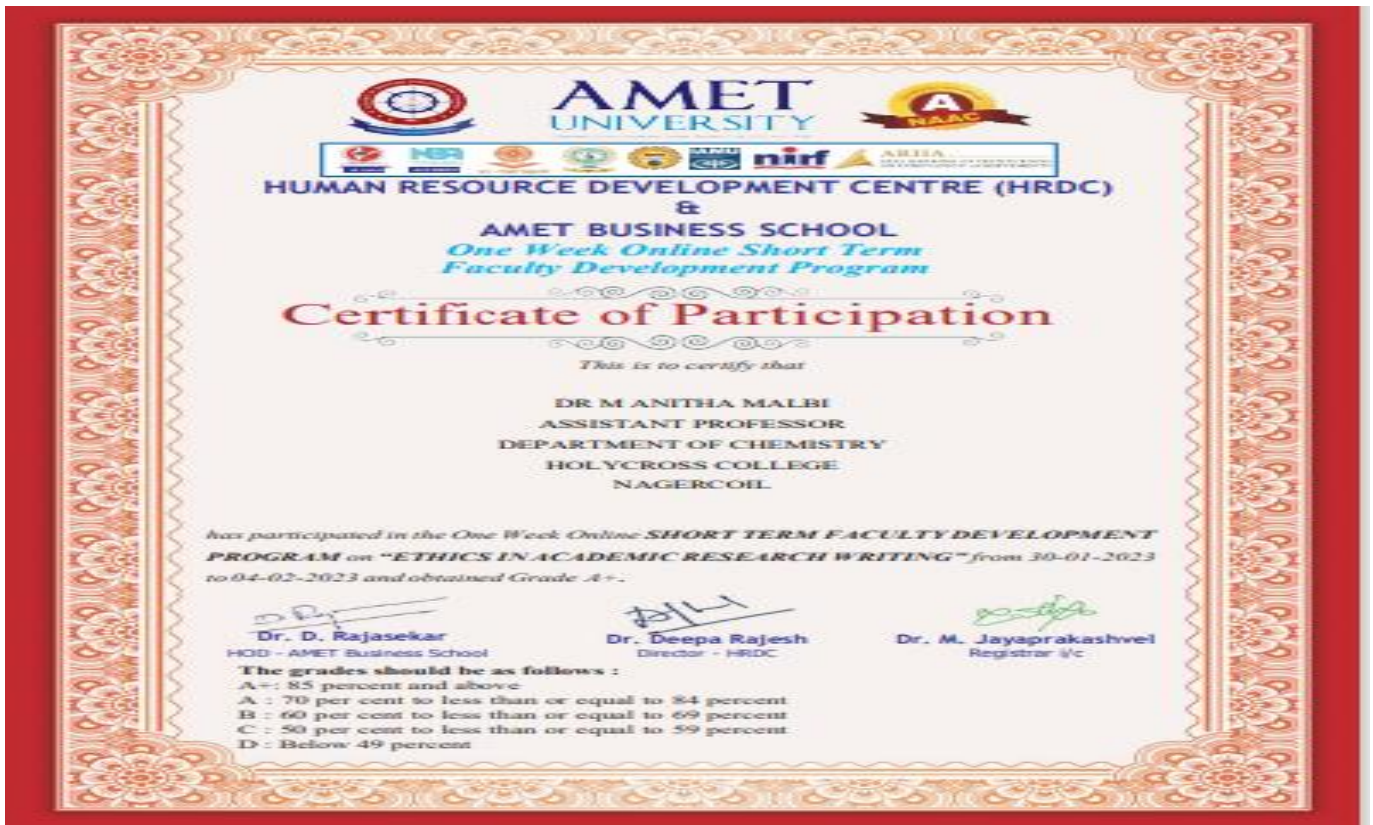 AMET
UNIVERSITY
A
NAAC
NBA
nirf
ARIIA
HUMAN RESOURCE DEVELOPMENT CENTRE (HRDC)
&
AMET BUSINESS SCHOOL
One Week Online Short Term
Faculty Development Program
Certificate of Participation
This is to certify that
DR M ANITHA MALBI
ASSISTANT PROFESSOR
DEPARTMENT OF CHEMISTRY
HOLYCROSS COLLEGE
NAGERCOIL
has participated in the One Week Online SHORT TERM FACULTY DEVELOPMENT
PROGRAM on "ETHICS IN ACADEMIC RESEARCH WRITING" from 30-01-2023
to 04-02-2023 and obtained Grade A+.
Dr. D. Rajasekar
HOD - AMET Business School
Dr. Deepa Rajesh
Director - HRDC
Dr. M. Jayaprakashvel
Registrar i/c
The grades should be as follows :
A+: 85 percent and above
A : 70 per cent to less than or equal to 84 percent
B : 60 per cent to less than or equal to 69 percent
C : 50 per cent to less than or equal to 59 percent
D : Below 49 percent